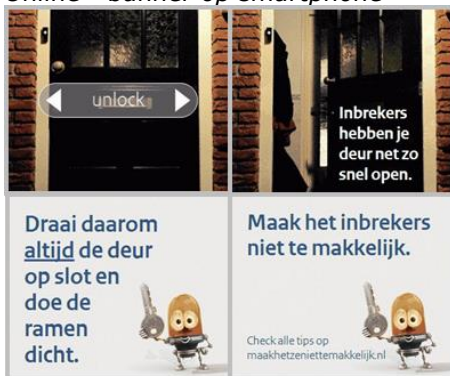 Online - banner op smartphone
unlock
Inbrekers
hebben je
deur net zo
snel open.
Draai daarom
altijd de deur
op slot en
doe de
ramen
dicht.
Maak het inbrekers
niet te makkelijk.
Check alle tips op
maakhetzeniettemakkelijk.nl